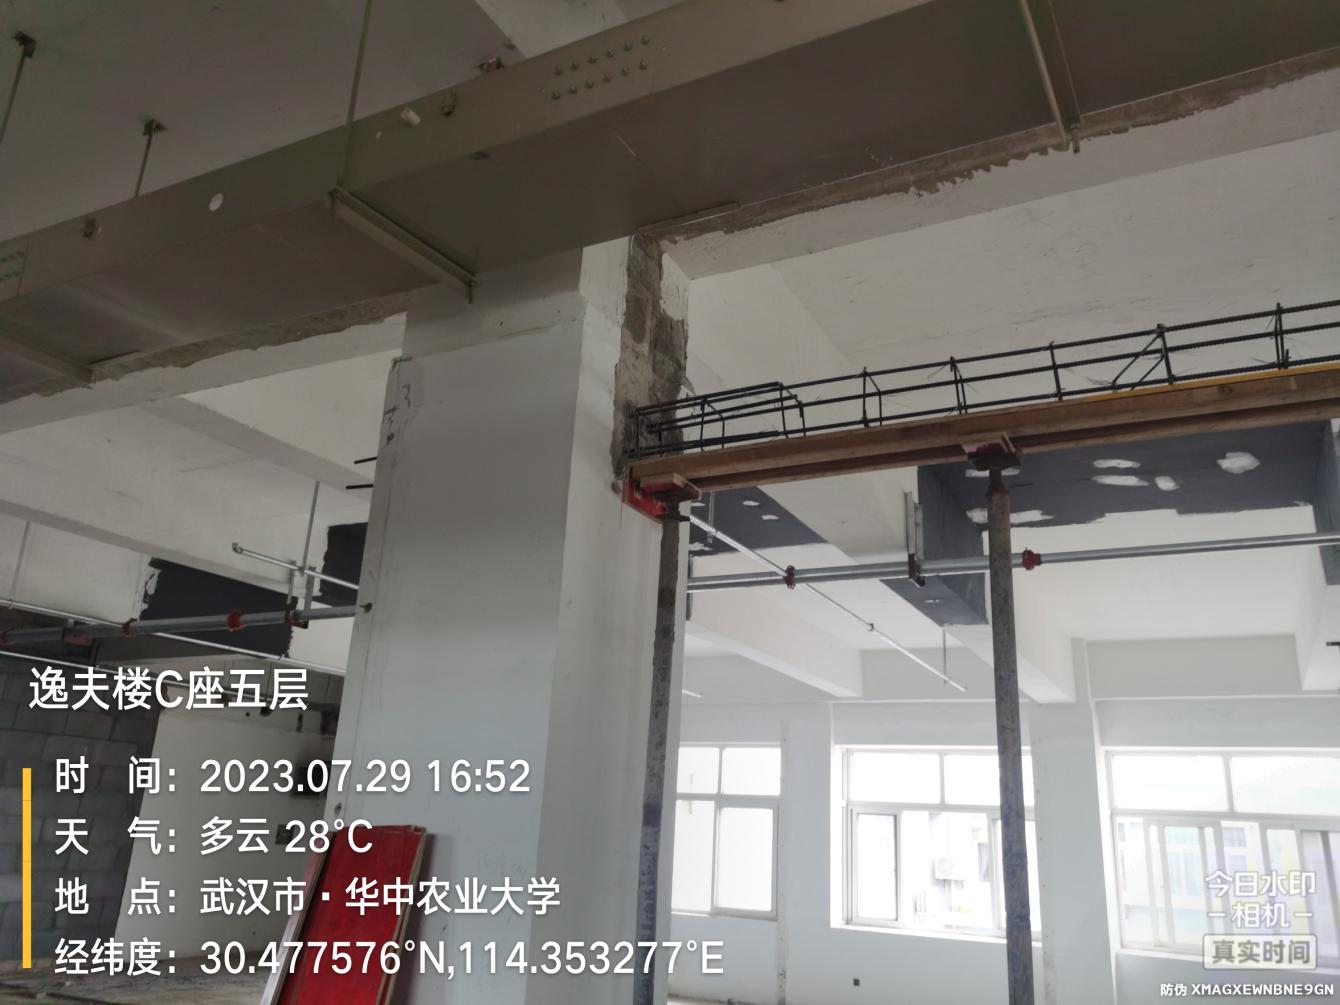 逸夫楼C座五层
时 间：2023.07.29 16:52
天 气：多云 28°C
地 点：武汉市·华中农业大学
经纬度：30.477576°N,114.353277°E
今日水印
-相机-
真实时间
防伪 XMAGXEWNBNE9GN